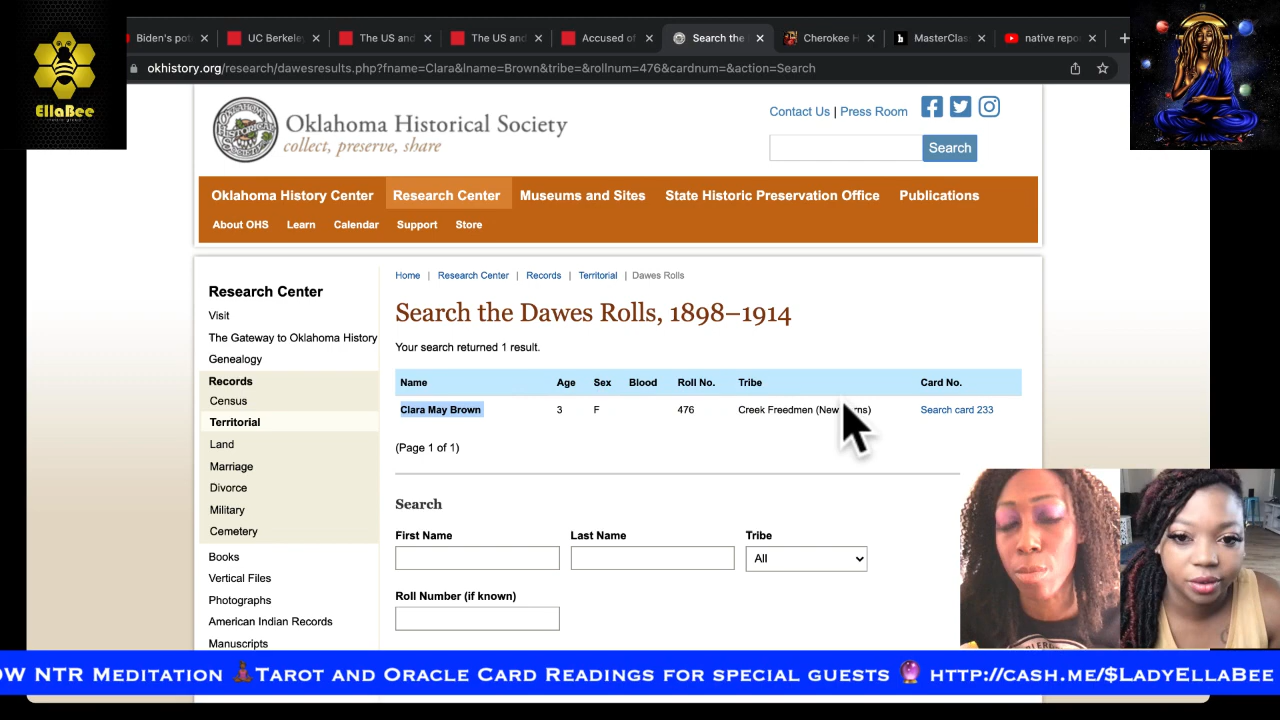 Biden's pot
UC Berkele
The US and
The US and
Accused of
Search the
Cherokee H
MasterClas
native repo
okhistory.org/research/dawesresults.php?fname=Clara&lname=Brown&tribe=&rollnum=476&cardnum=&action=Search
EllaBee
Oklahoma Historical Society
collect, preserve, share
Contact Us | Press Room
Search
Oklahoma History Center Research Center Museums and Sites State Historic Preservation Office Publications
About OHS Learn Calendar Support Store
Home | Research Center | Records | Territorial | Dawes Rolls
Research Center
Visit
The Gateway to Oklahoma History
Genealogy
Records
Census
Territorial
Land
Marriage
Divorce
Military
Cemetery
Books
Vertical Files
Photographs
American Indian Records
Manuscripts
Search the Dawes Rolls, 1898–1914
Your search returned 1 result.
Name Age Sex Blood Roll No. Tribe Card No.
Clara May Brown 3 F 476 Creek Freedmen (New Search card 233
(Page 1 of 1)
Search
First Name Last Name Tribe
All
Roll Number (if known)
OW NTR Meditation Tarot and Oracle Card Readings for special guests http://cash.me/$LadyEllaBee